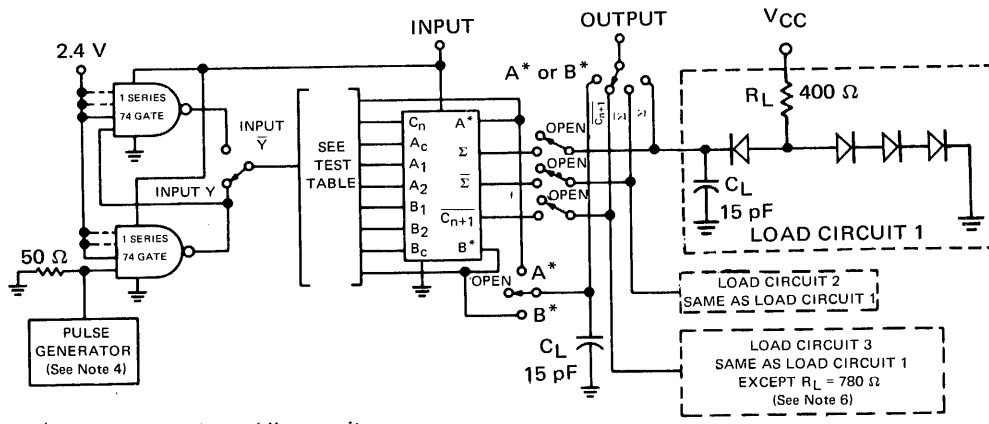 INPUT
OUTPUT
VCC
2.4 V
1 SERIES
74 GATE
INPUT
Y
INPUT Y
1 SERIES
74 GATE
50 Ω
PULSE
GENERATOR
(See Note 4)
SEE
TEST
TABLE
Cn
Ac
A1
A2
B1
B2
Bc
A*
Σ
Σ
Cn+1
B*
OPEN
OPEN
OPEN
OPEN
A*
B*
A* or B*
Cn+1
Σ
Σ
RL
400 Ω
CL
15 pF
LOAD CIRCUIT 1
CL
15 pF
LOAD CIRCUIT 2
SAME AS LOAD CIRCUIT 1
LOAD CIRCUIT 3
SAME AS LOAD CIRCUIT 1
EXCEPT RL = 780 Ω
(See Note 6)